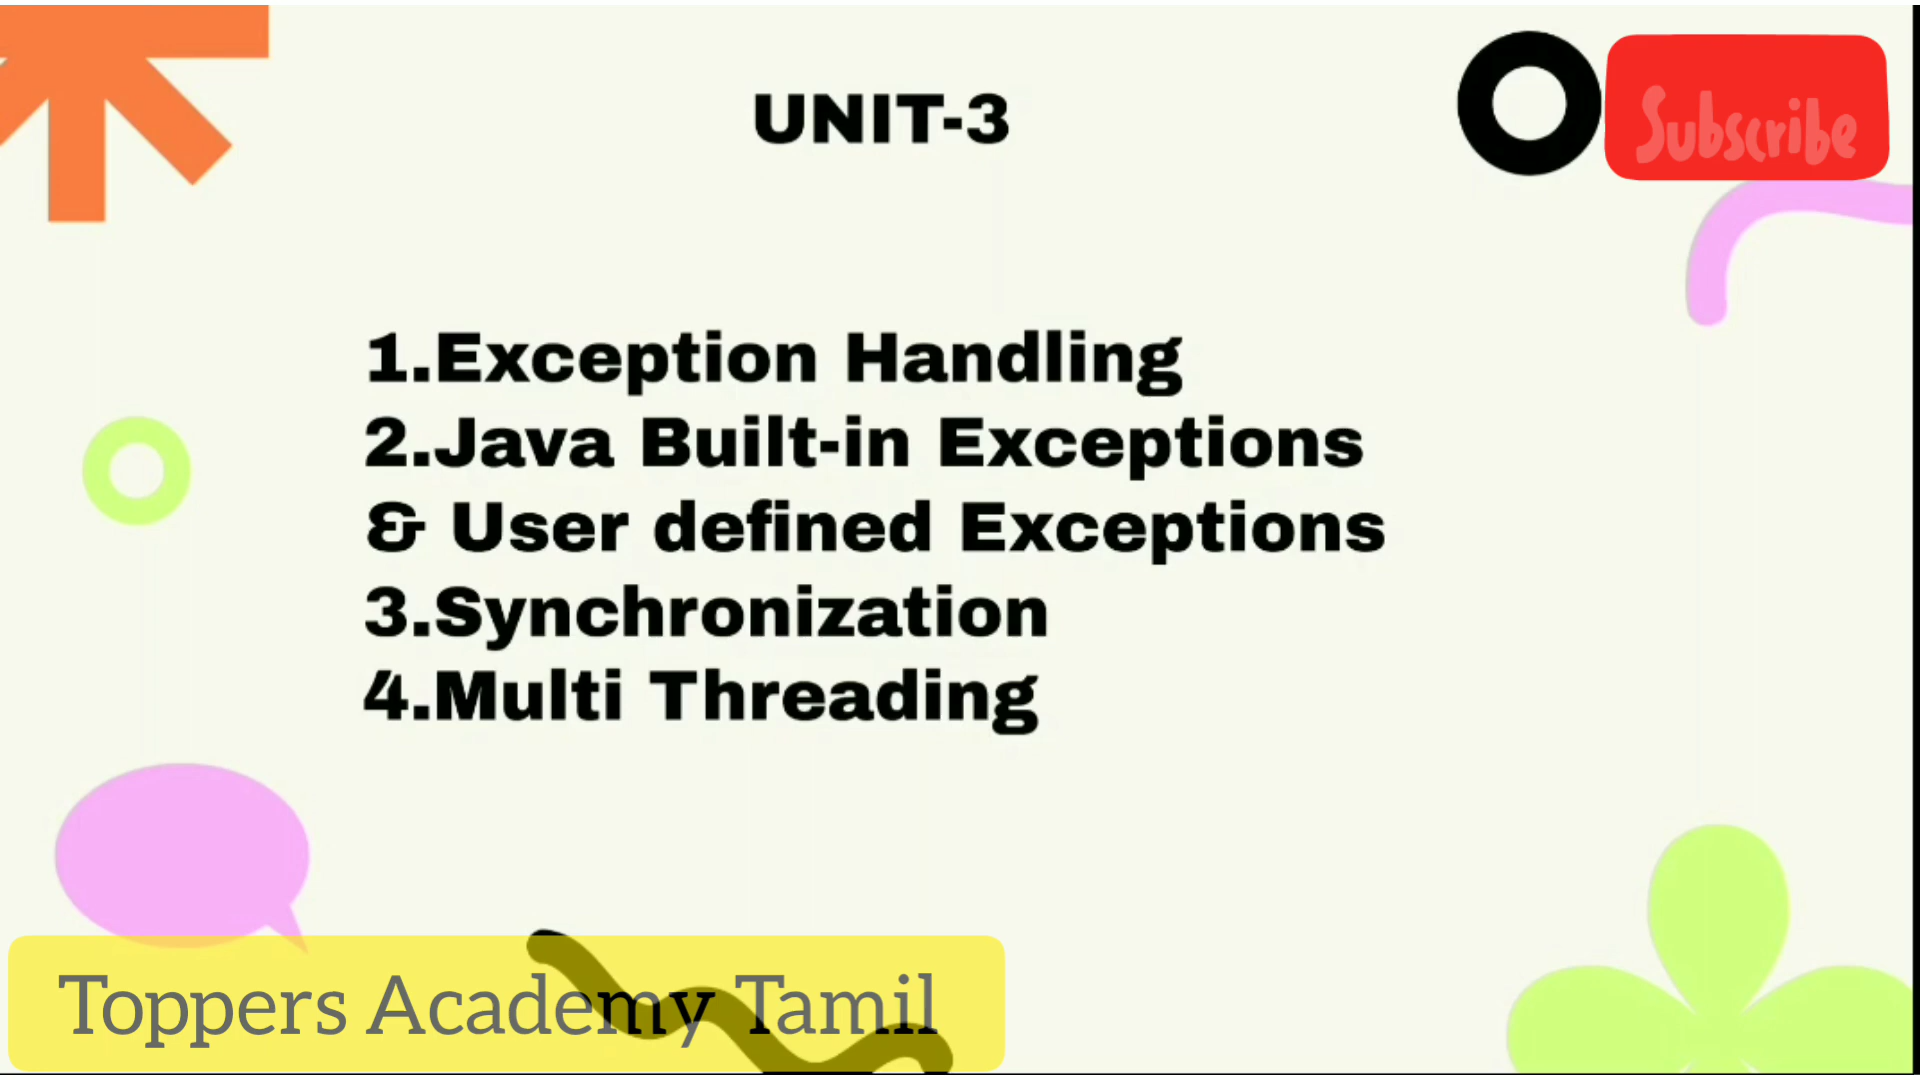 UNIT-3
Subscribe
1.Exception Handling
2.Java Built-in Exceptions
& User defined Exceptions
3.Synchronization
4.Multi Threading
Toppers Academy Tamil